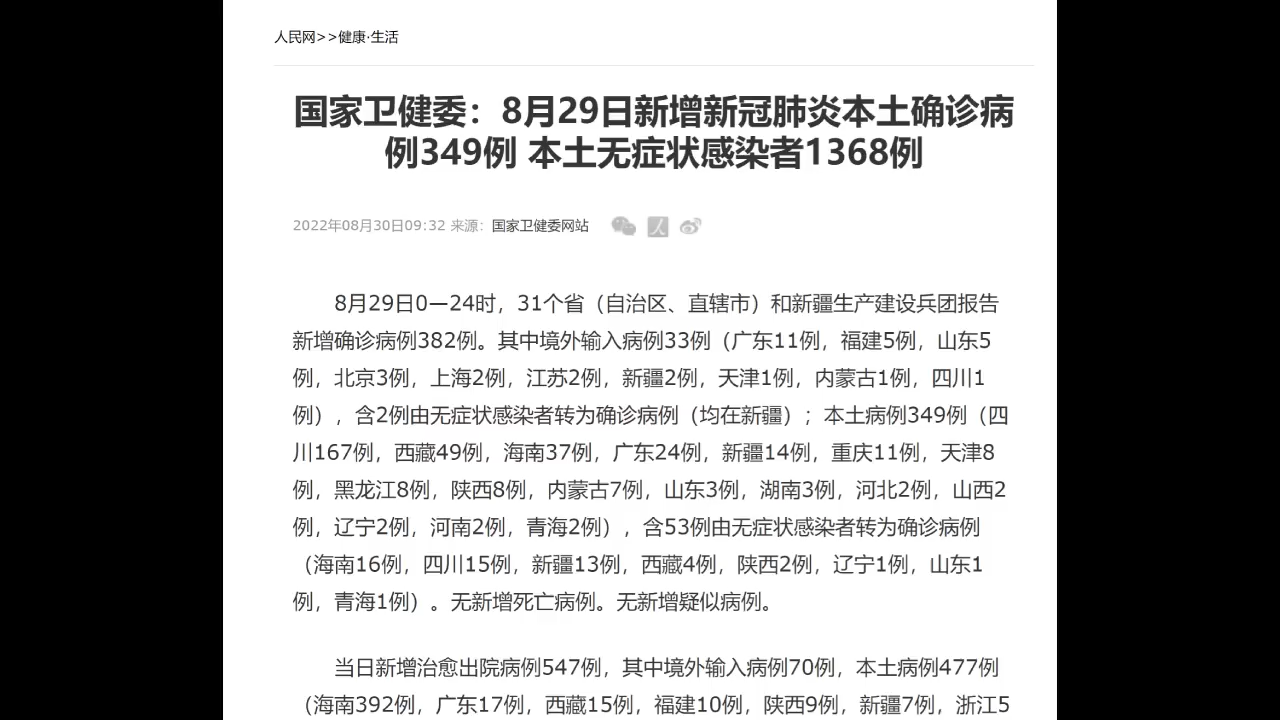 人民网>>健康·生活
国家卫健委：8月29日新增新冠肺炎本土确诊病
例349例 本土无症状感染者1368例
2022年08月30日09:32 来源：国家卫健委网站
人
8月29日0—24时，31个省（自治区、直辖市）和新疆生产建设兵团报告
新增确诊病例382例。其中境外输入病例33例（广东11例，福建5例，山东5
例，北京3例，上海2例，江苏2例，新疆2例，天津1例，内蒙古1例，四川1
例），含2例由无症状感染者转为确诊病例（均在新疆）；本土病例349例（四
川167例，西藏49例，海南37例，广东24例，新疆14例，重庆11例，天津8
例，黑龙江8例，陕西8例，内蒙古7例，山东3例，湖南3例，河北2例，山西2
例，辽宁2例，河南2例，青海2例），含53例由无症状感染者转为确诊病例
（海南16例，四川15例，新疆13例，西藏4例，陕西2例，辽宁1例，山东1
例，青海1例）。无新增死亡病例。无新增疑似病例。
当日新增治愈出院病例547例，其中境外输入病例70例，本土病例477例
（海南392例，广东17例，西藏15例，福建10例，陕西9例，新疆7例，浙江5